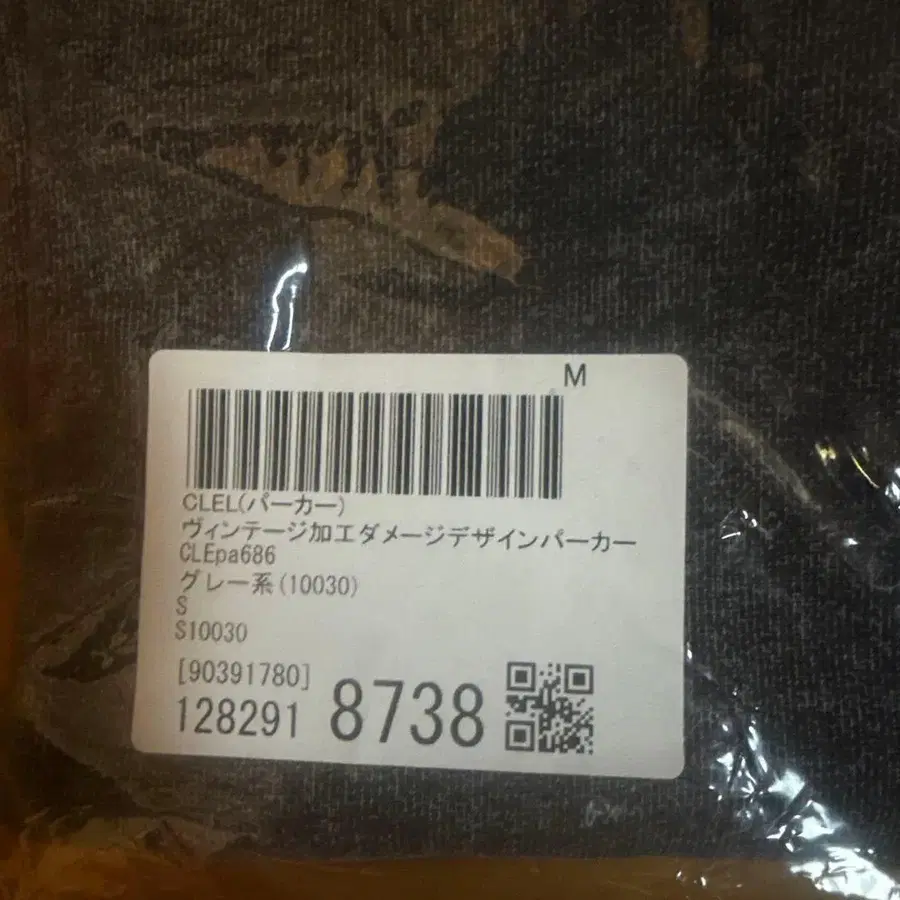 M
CLEL(パーカー)
ヴィンテージ加工ダメージデザインパーカー
CLEpa686
グレー系(10030)
S
S10030
[90391780]
128291 8738